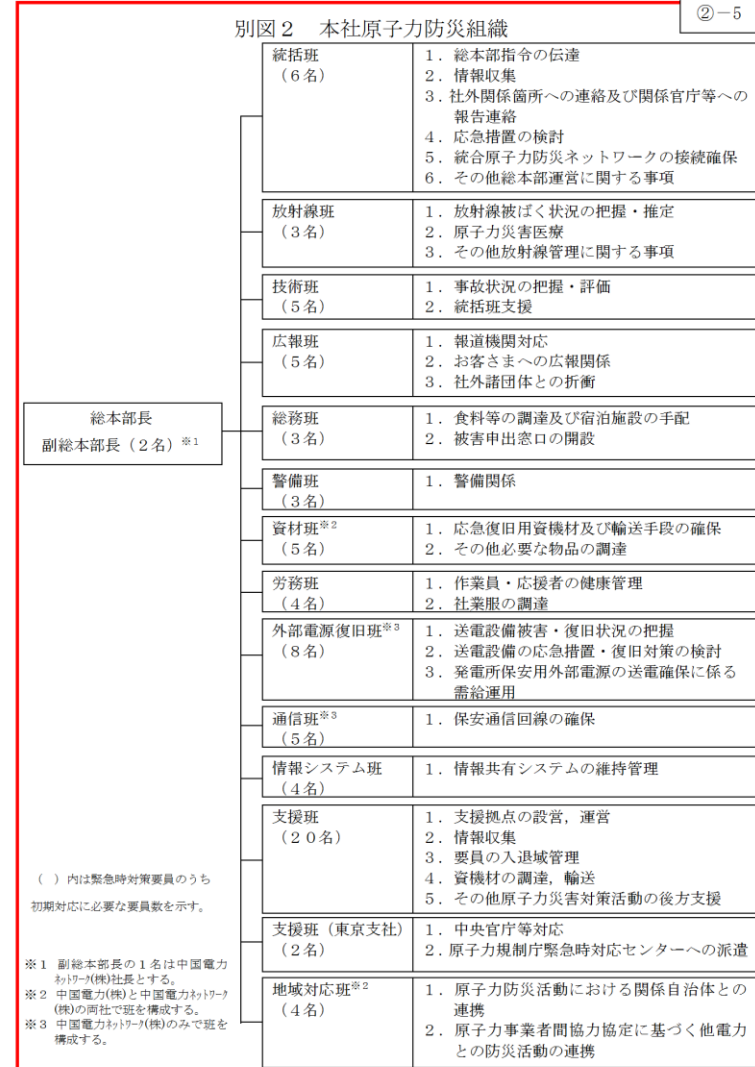 ②－5
別図２　本社原子力防災組織
統括班
（６名）
１．総本部指令の伝達
２．情報収集
３．社外関係箇所への連絡及び関係官庁等への
報告連絡
４．応急措置の検討
５．統合原子力防災ネットワークの接続確保
６．その他総本部運営に関する事項
放射線班
（３名）
１．放射線被ばく状況の把握・推定
２．原子力災害医療
３．その他放射線管理に関する事項
技術班
（５名）
１．事故状況の把握・評価
２．統括班支援
広報班
（５名）
１．報道機関対応
２．お客さまへの広報関係
３．社外諸団体との折衝
総本部長
副総本部長（２名）※1
総務班
（３名）
１．食料等の調達及び宿泊施設の手配
２．被害申出窓口の開設
警備班
（３名）
１．警備関係
資材班※2
（５名）
１．応急復旧用資機材及び輸送手段の確保
２．その他必要な物品の調達
労務班
（４名）
１．作業員・応援者の健康管理
２．社業服の調達
外部電源復旧班※3
（８名）
１．送電設備被害・復旧状況の把握
２．送電設備の応急措置・復旧対策の検討
３．発電所保安用外部電源の送電確保に係る
需給運用
通信班※3
（５名）
１．保安通信回線の確保
情報システム班
（４名）
１．情報共有システムの維持管理
支援班
（２０名）
１．支援拠点の設営，運営
２．情報収集
３．要員の入退域管理
４．資機材の調達，輸送
５．その他原子力災害対策活動の後方支援
支援班（東京支社）
（２名）
１．中央官庁等対応
２．原子力規制庁緊急時対応センターへの派遣
地域対応班※2
（４名）
１．原子力防災活動における関係自治体との
連携
２．原子力事業者間協力協定に基づく他電力
との防災活動の連携
（　）内は緊急時対策要員のうち
初期対応に必要な要員数を示す。
※１　副総本部長の１名は中国電力
ﾈｯﾄﾜｰｸ(株)社長とする。
※２　中国電力(株)と中国電力ﾈｯﾄﾜｰｸ
(株)の両社で班を構成する。
※３　中国電力ﾈｯﾄﾜｰｸ(株)のみで班を
構成する。